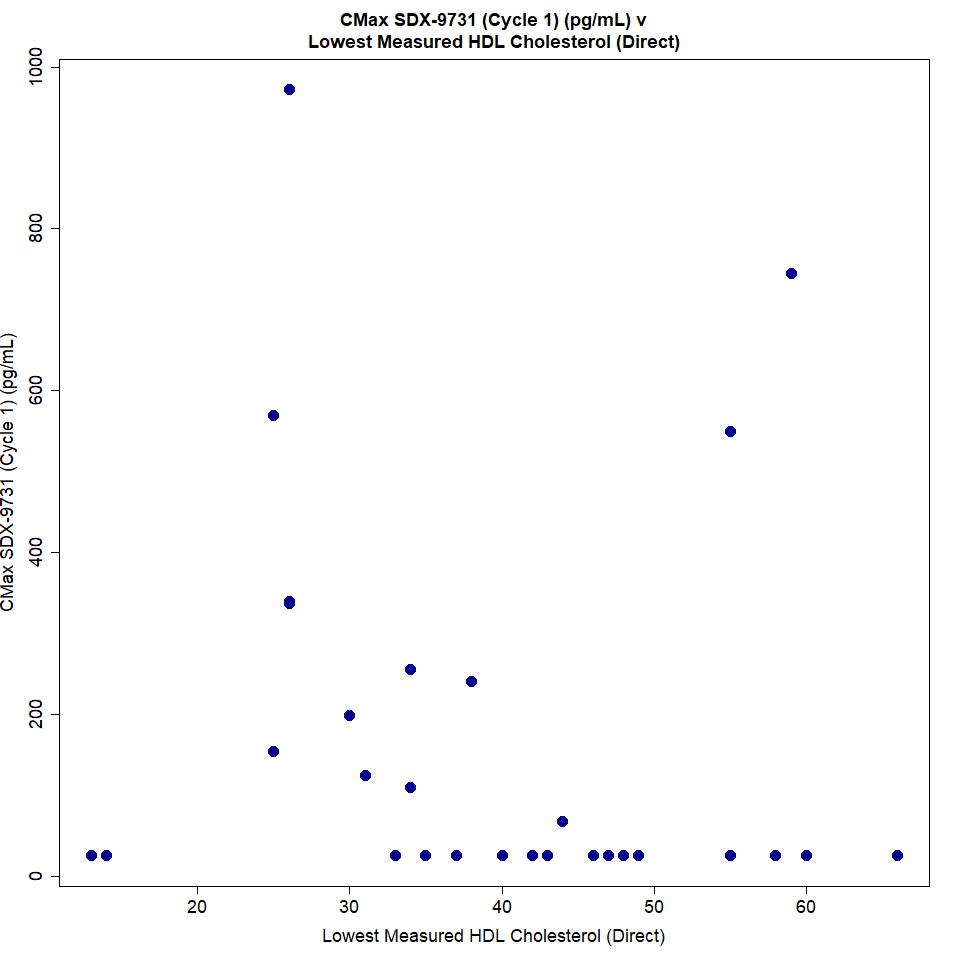 CMax SDX-9731 (Cycle 1) (pg/mL) v
Lowest Measured HDL Cholesterol (Direct)
CMax SDX-9731 (Cycle 1) (pg/mL)
1000
800
600
400
200
0
20 30 40 50 60
Lowest Measured HDL Cholesterol (Direct)